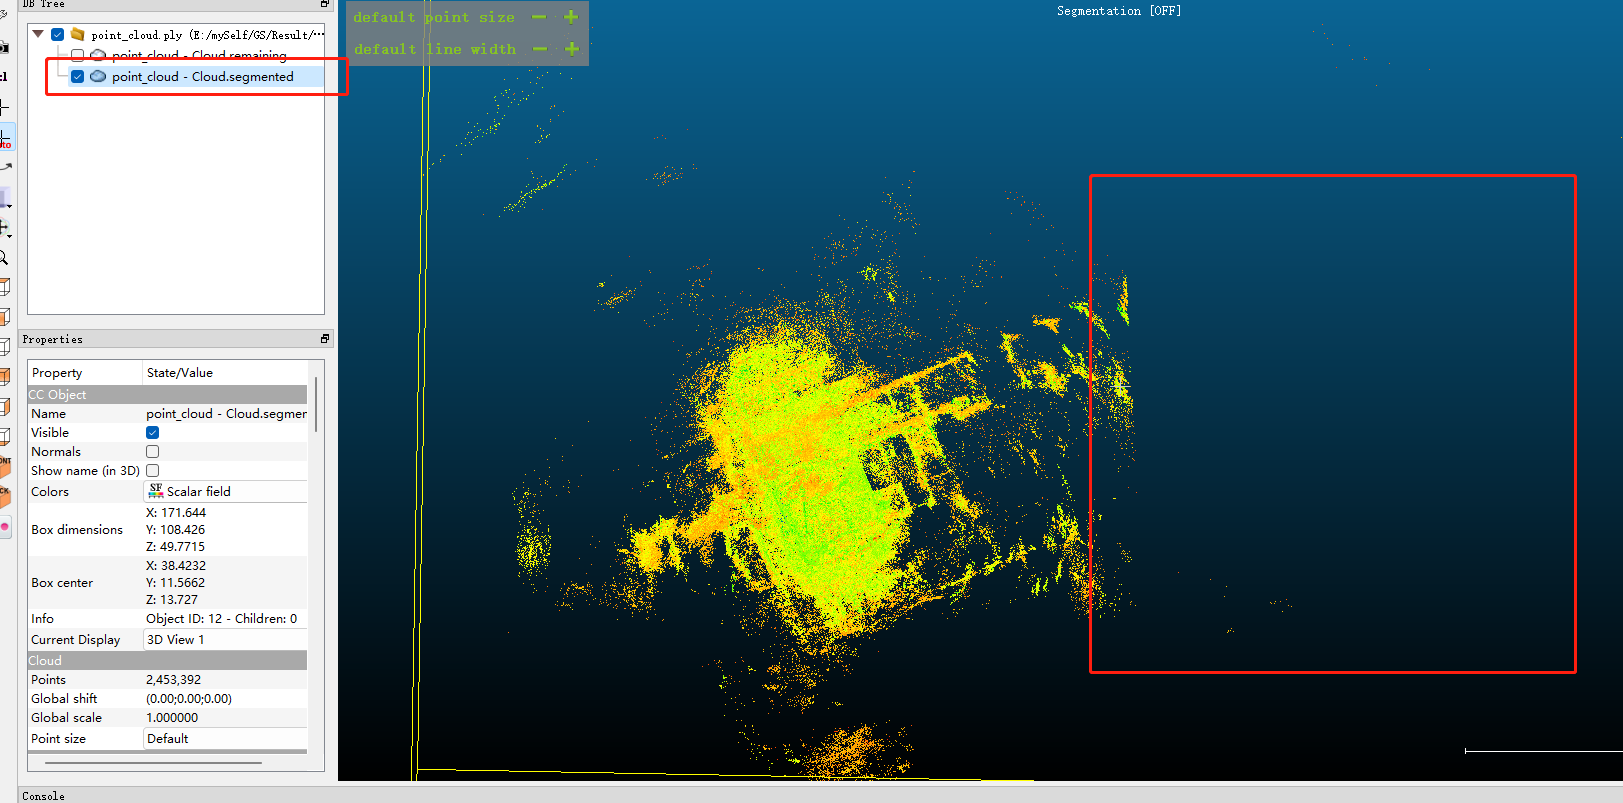 DB Tree
point_cloud.ply (E:/mySelf/GS/Result/···
point_cloud - Cloud.remaining
point_cloud - Cloud.segmented
default point size
default line width
Segmentation [OFF]
Properties
Property State/Value
CC Object
Name point_cloud - Cloud.segmer
Visible
Normals
Show name (in 3D)
Colors SF Scalar field
Box dimensions X: 171.644
Y: 108.426
Z: 49.7715
Box center X: 38.4232
Y: 11.5662
Z: 13.727
Info Object ID: 12 - Children: 0
Current Display 3D View 1
Cloud
Points 2,453,392
Global shift (0.00;0.00;0.00)
Global scale 1.000000
Point size Default
Console